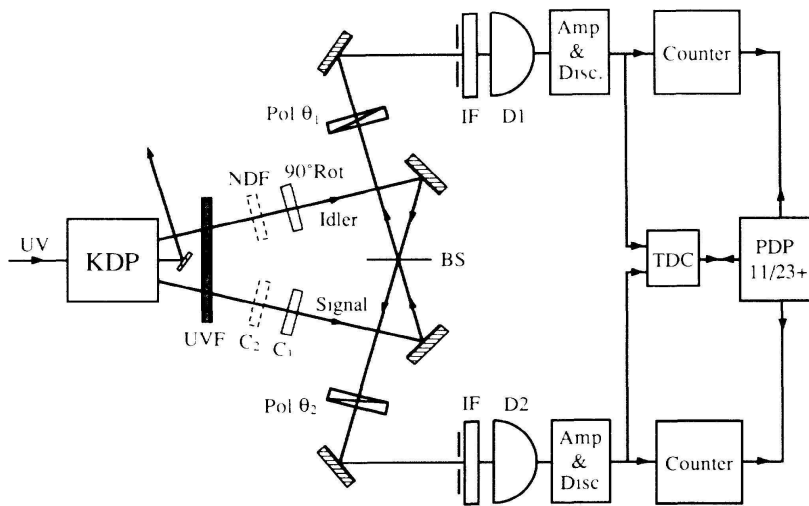 Amp
&
Disc.
Counter
IF
D1
Pol θ₁
NDF
90°Rot
Idler
UV
KDP
BS
TDC
PDP
11/23+
Signal
UVF
C₂
C₁
Pol θ₂
IF
D2
Amp
&
Disc
Counter